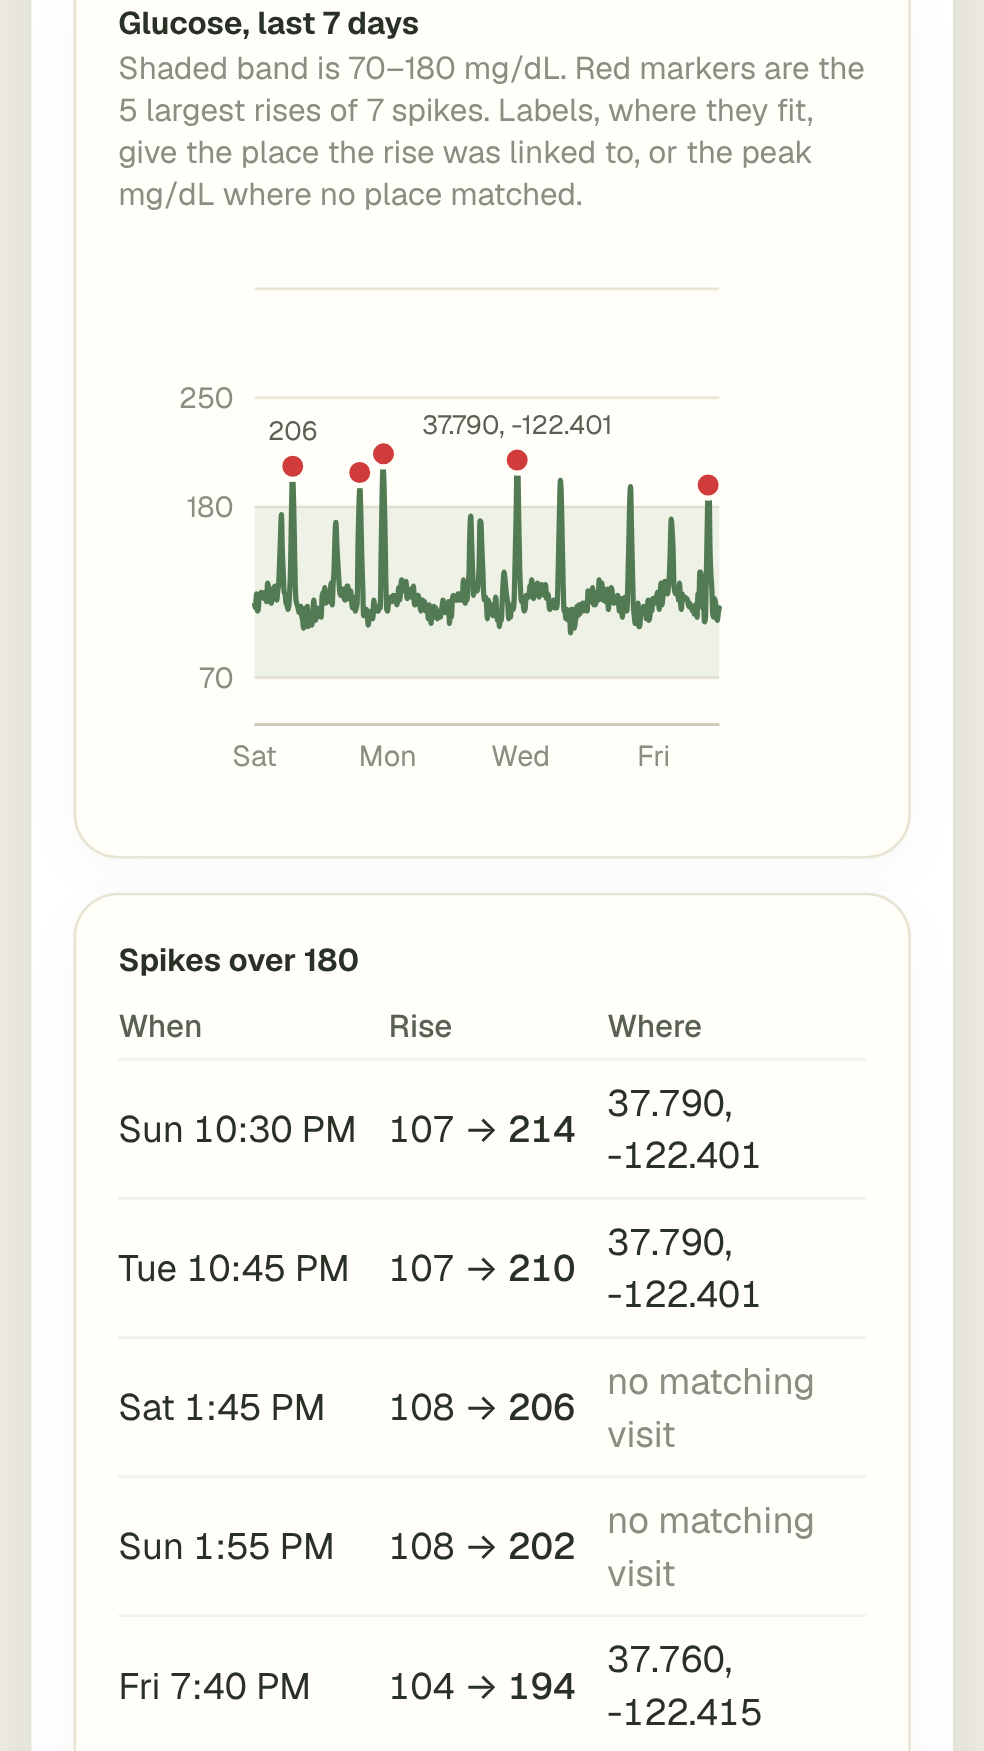 Glucose, last 7 days
Shaded band is 70–180 mg/dL. Red markers are the
5 largest rises of 7 spikes. Labels, where they fit,
give the place the rise was linked to, or the peak
mg/dL where no place matched.
250
206
37.790, -122.401
180
70
Sat Mon Wed Fri
Spikes over 180
When Rise Where
Sun 10:30 PM 107 → 214 37.790,
-122.401
Tue 10:45 PM 107 → 210 37.790,
-122.401
Sat 1:45 PM 108 → 206 no matching
visit
Sun 1:55 PM 108 → 202 no matching
visit
Fri 7:40 PM 104 → 194 37.760,
-122.415